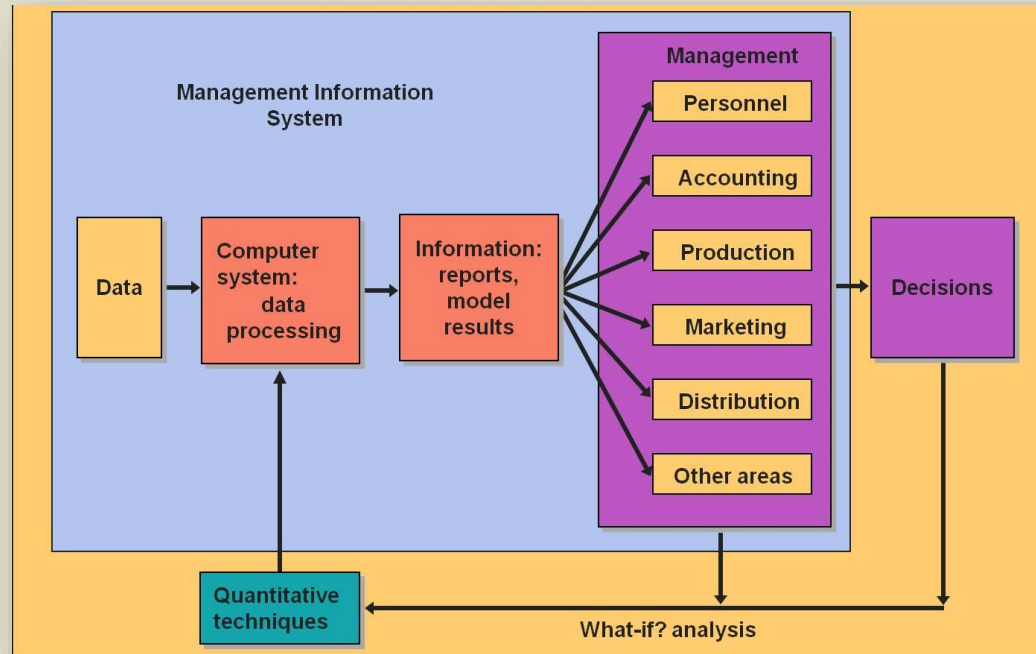 Management Information
System
Data
Computer
system:
data
processing
Information:
reports,
model
results
Management
Personnel
Accounting
Production
Marketing
Distribution
Other areas
Decisions
Quantitative
techniques
What-if? analysis